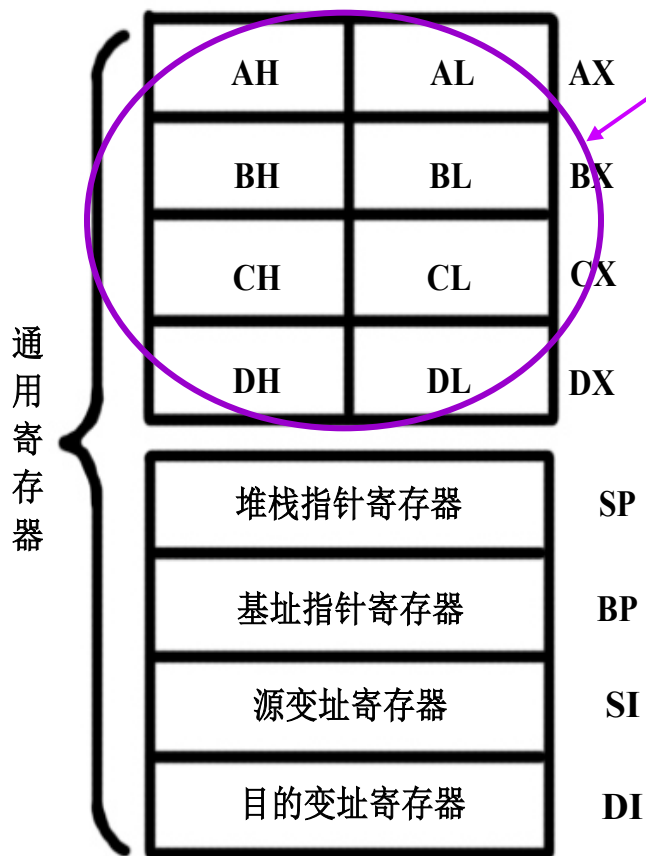 AH AL AX
BH BL BX
CH CL CX
DH DL DX
通用寄存器
堆栈指针寄存器 SP
基址指针寄存器 BP
源变址寄存器 SI
目的变址寄存器 DI